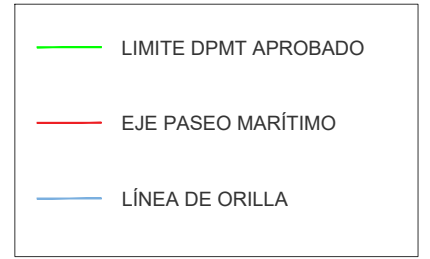 LIMITE DPMT APROBADO
EJE PASEO MARÍTIMO
LÍNEA DE ORILLA